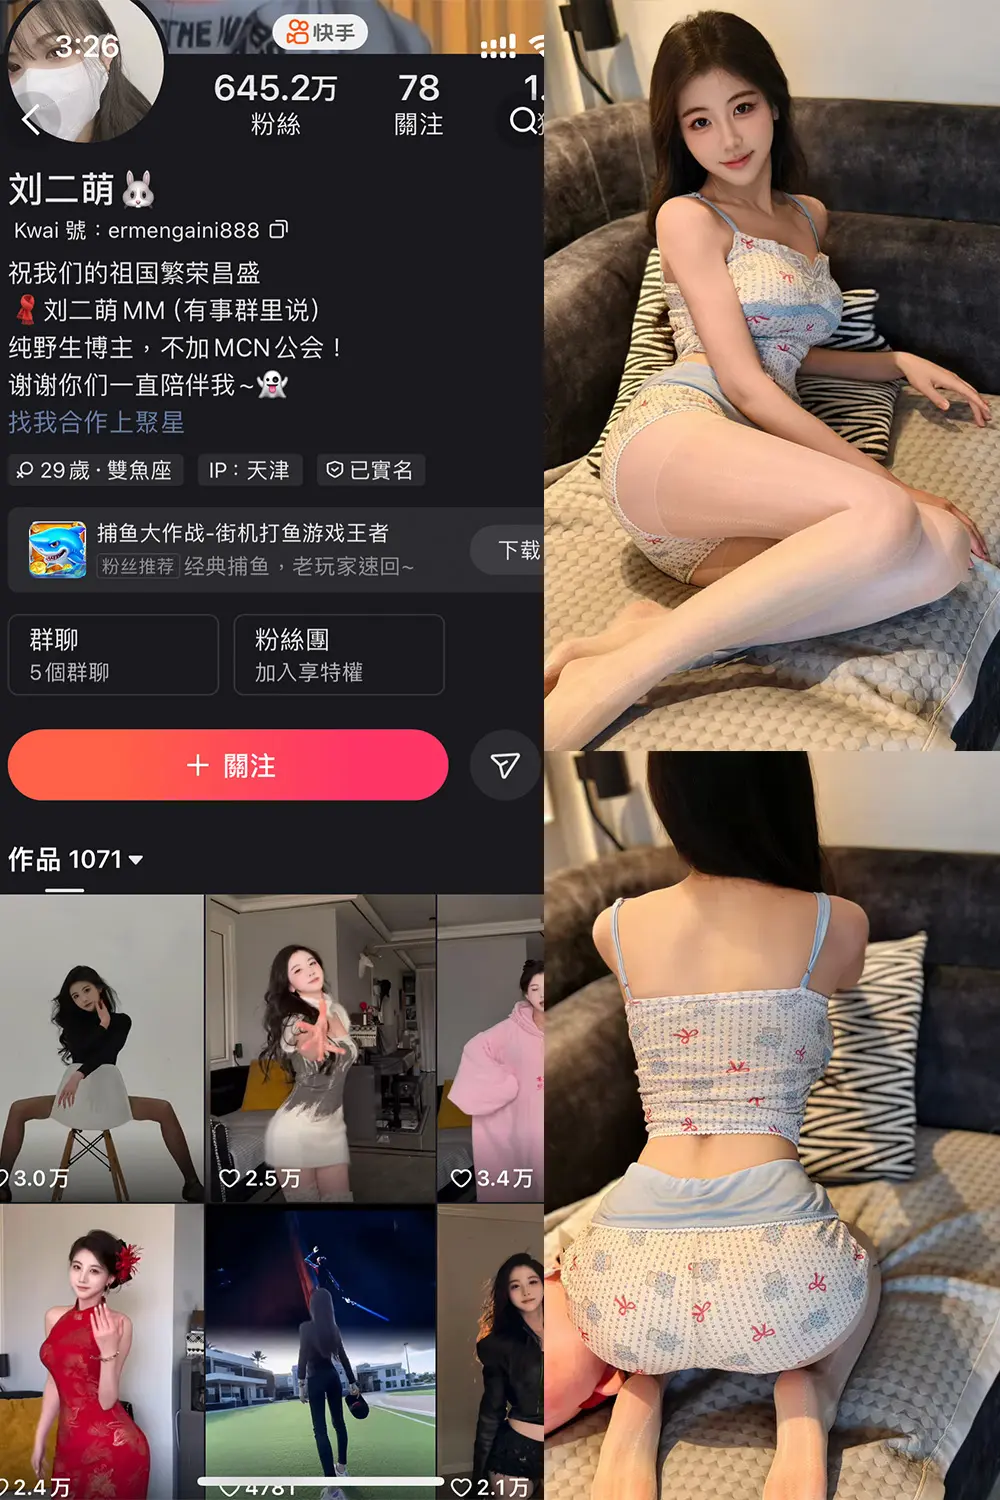 THE
3:26
快手
645.2万
78
1.
粉絲
關注
刘二萌🐰
Kwai 號：ermengaini888
祝我们的祖国繁荣昌盛
🧣刘二萌MM（有事群里说）
纯野生博主，不加MCN公会！
谢谢你们一直陪伴我~👻
找我合作上聚星
29歲·雙魚座
IP：天津
已實名
捕鱼大作战-街机打鱼游戏王者
粉丝推荐 经典捕鱼，老玩家速回~
下载
群聊
5個群聊
粉絲團
加入享特權
+ 關注
作品 1071
3.0万
2.5万
3.4万
2.4万
4781
2.1万